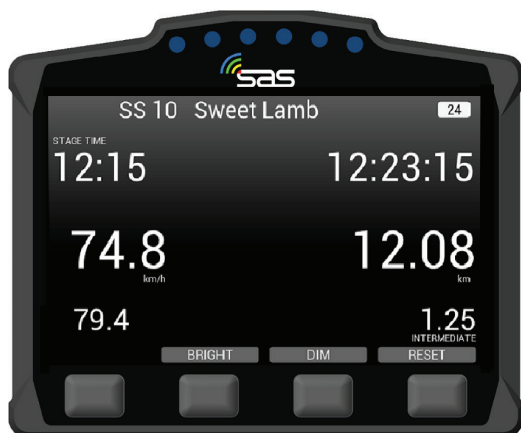 sas
SS 10 Sweet Lamb 24
STAGE TIME
12:15 12:23:15
74.8 12.08
km/h km
79.4 1.25
INTERMEDIATE
BRIGHT DIM RESET